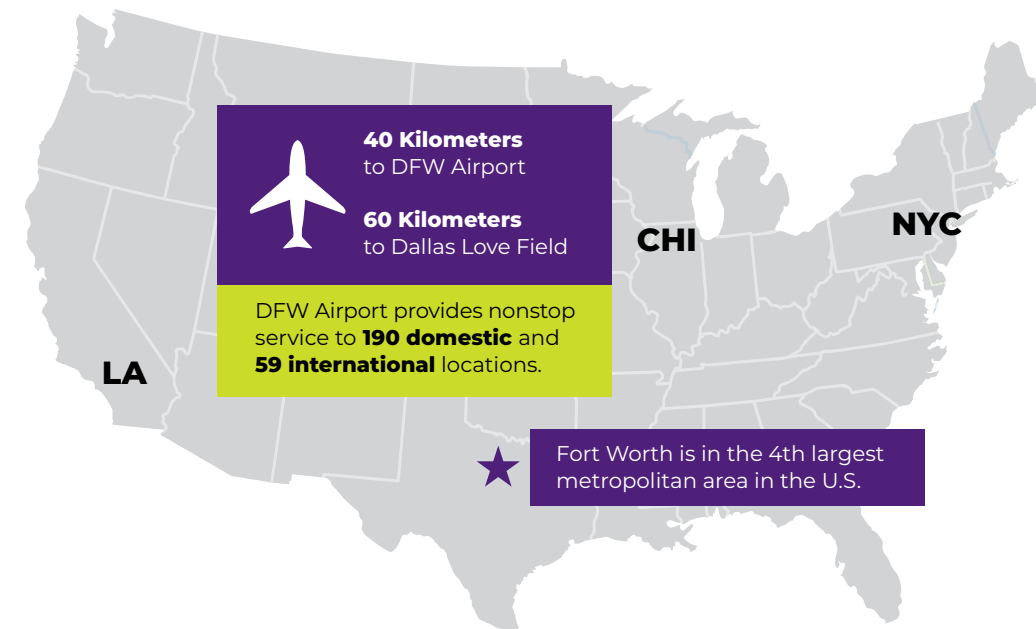 40 Kilometers
to DFW Airport
60 Kilometers
to Dallas Love Field
DFW Airport provides nonstop
service to 190 domestic and
59 international locations.
CHI
NYC
LA
Fort Worth is in the 4th largest
metropolitan area in the U.S.